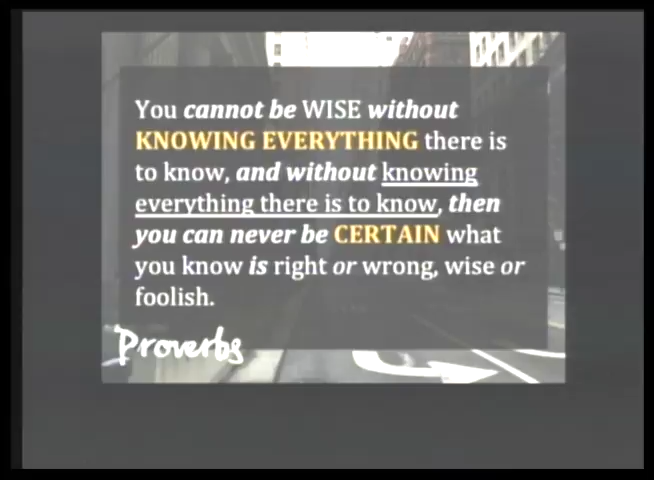 You cannot be WISE without
KNOWING EVERYTHING there is
to know, and without knowing
everything there is to know, then
you can never be CERTAIN what
you know is right or wrong, wise or
foolish.
Proverbs